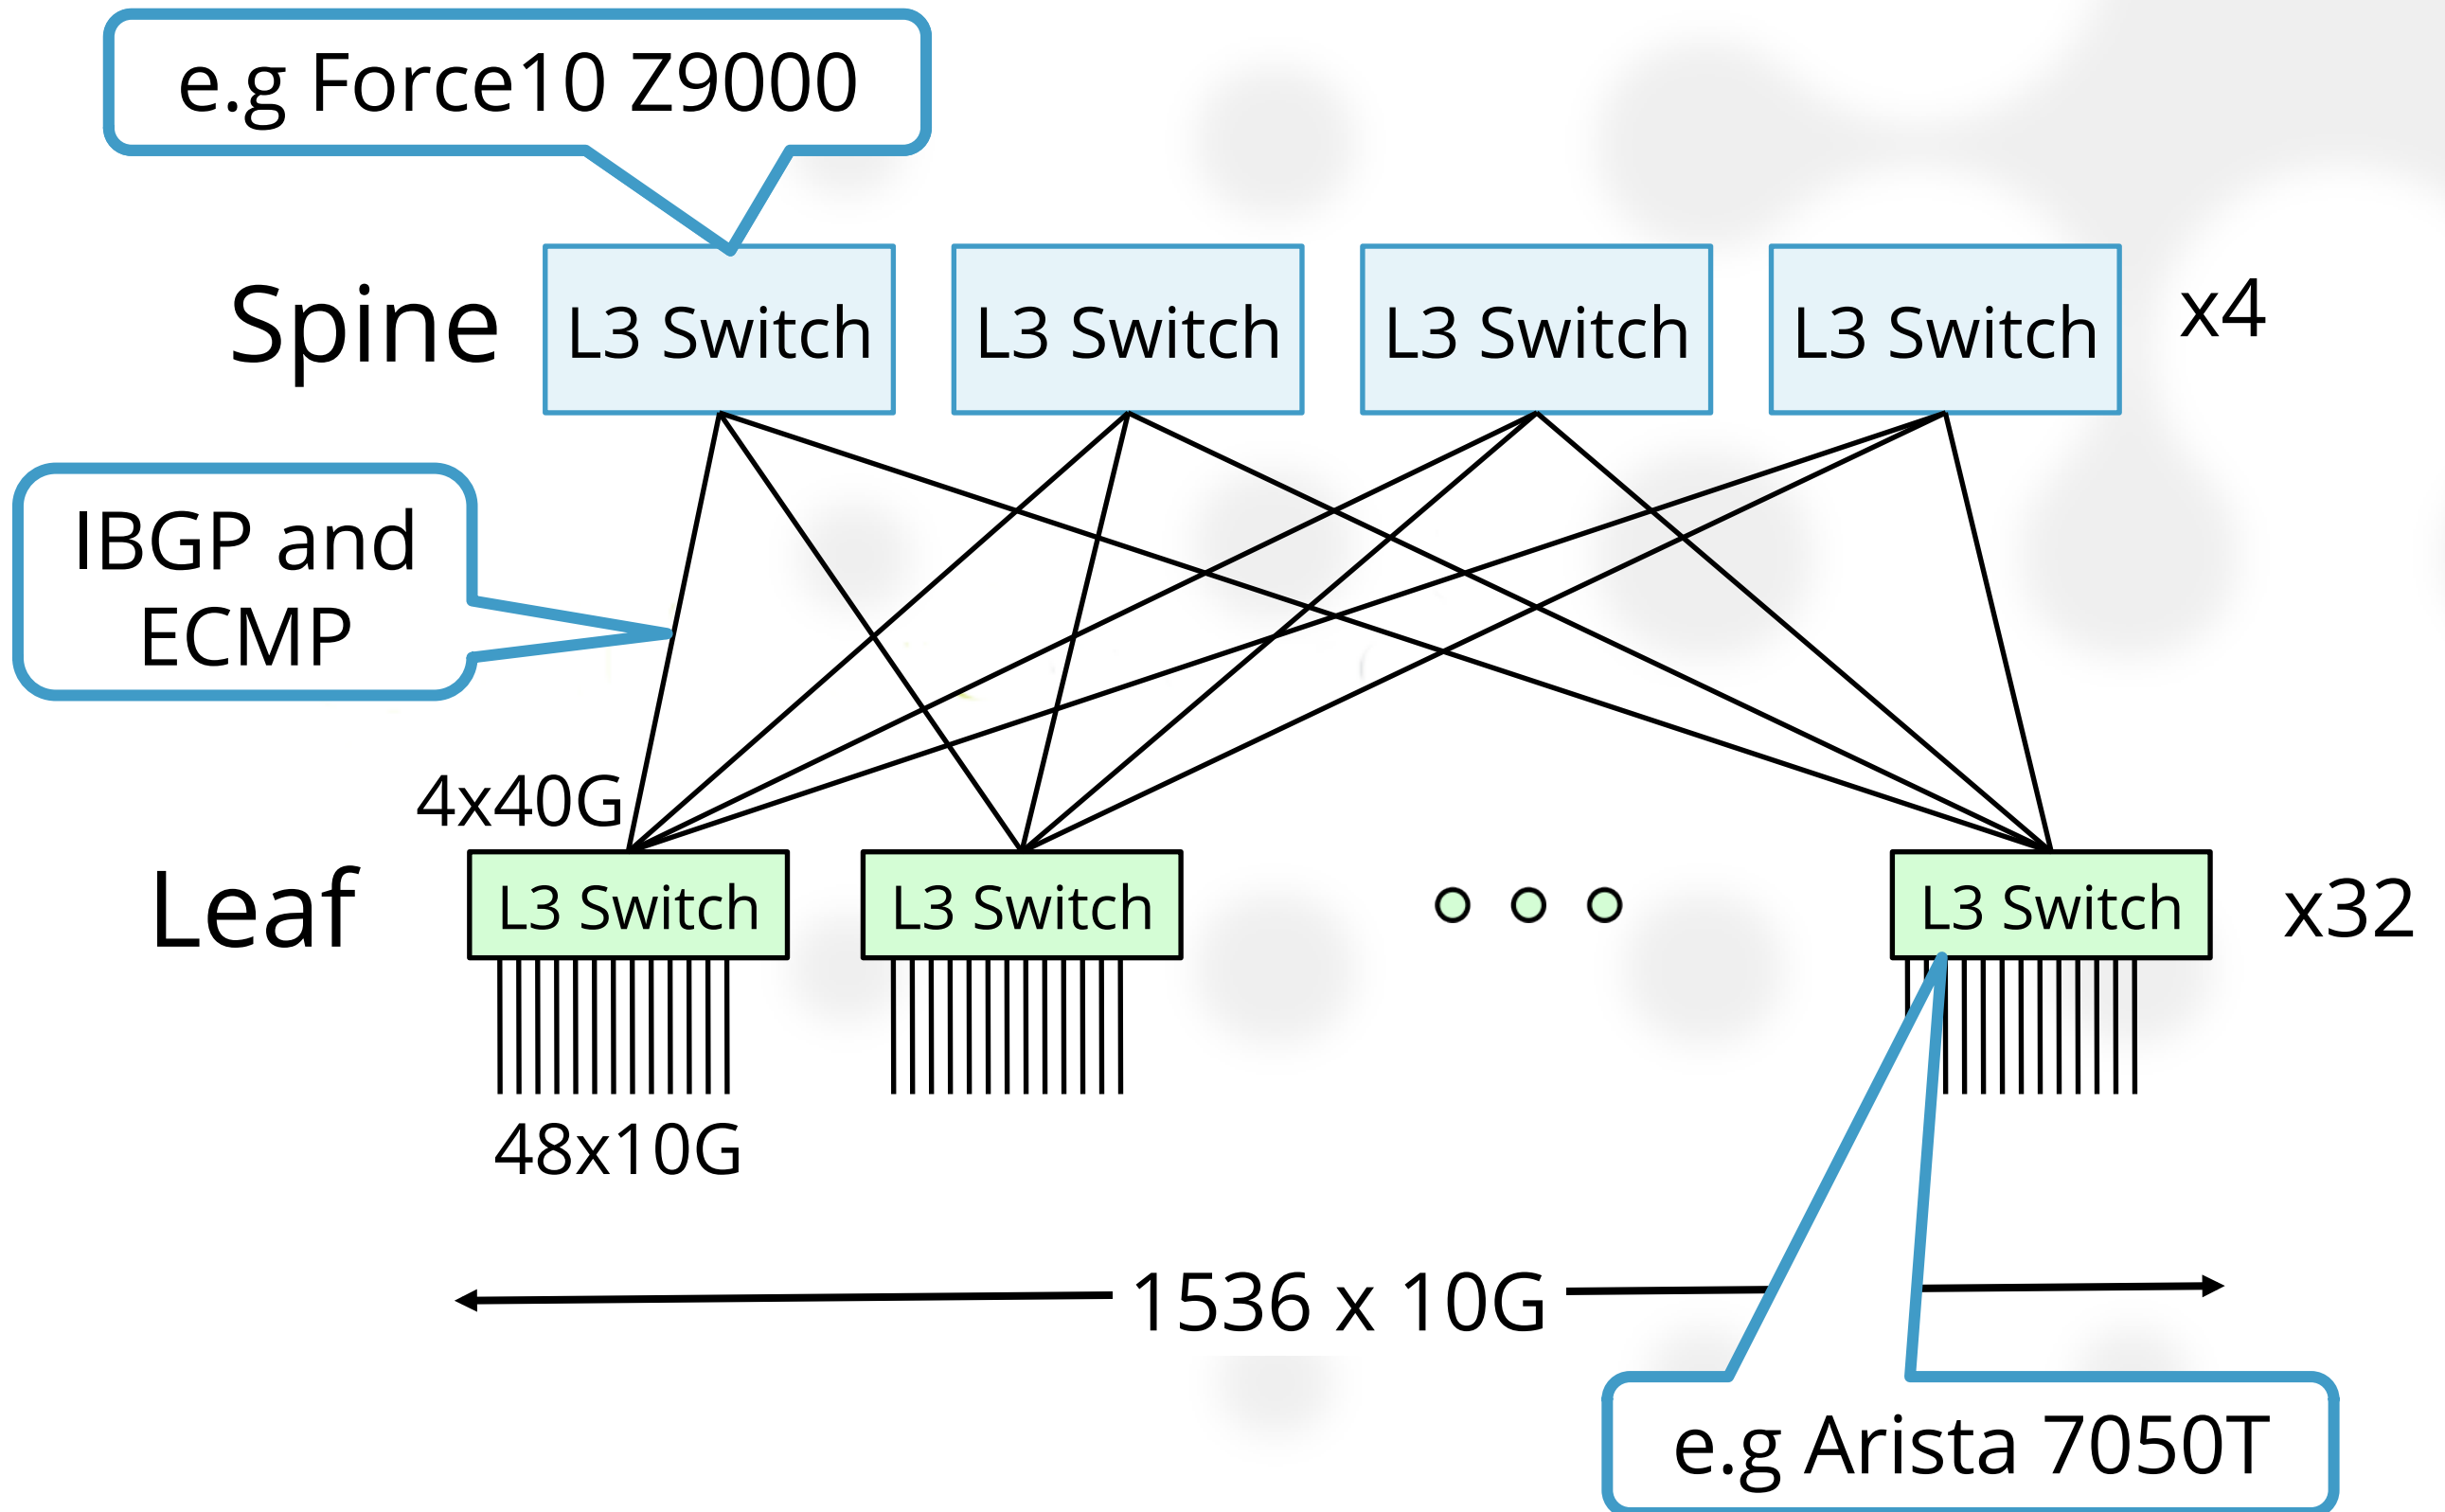 e.g Force10 Z9000
Spine
L3 Switch
L3 Switch
L3 Switch
L3 Switch
x4
IBGP and
ECMP
4x40G
Leaf
L3 Switch
L3 Switch
L3 Switch
x32
48x10G
1536 x 10G
e.g Arista 7050T